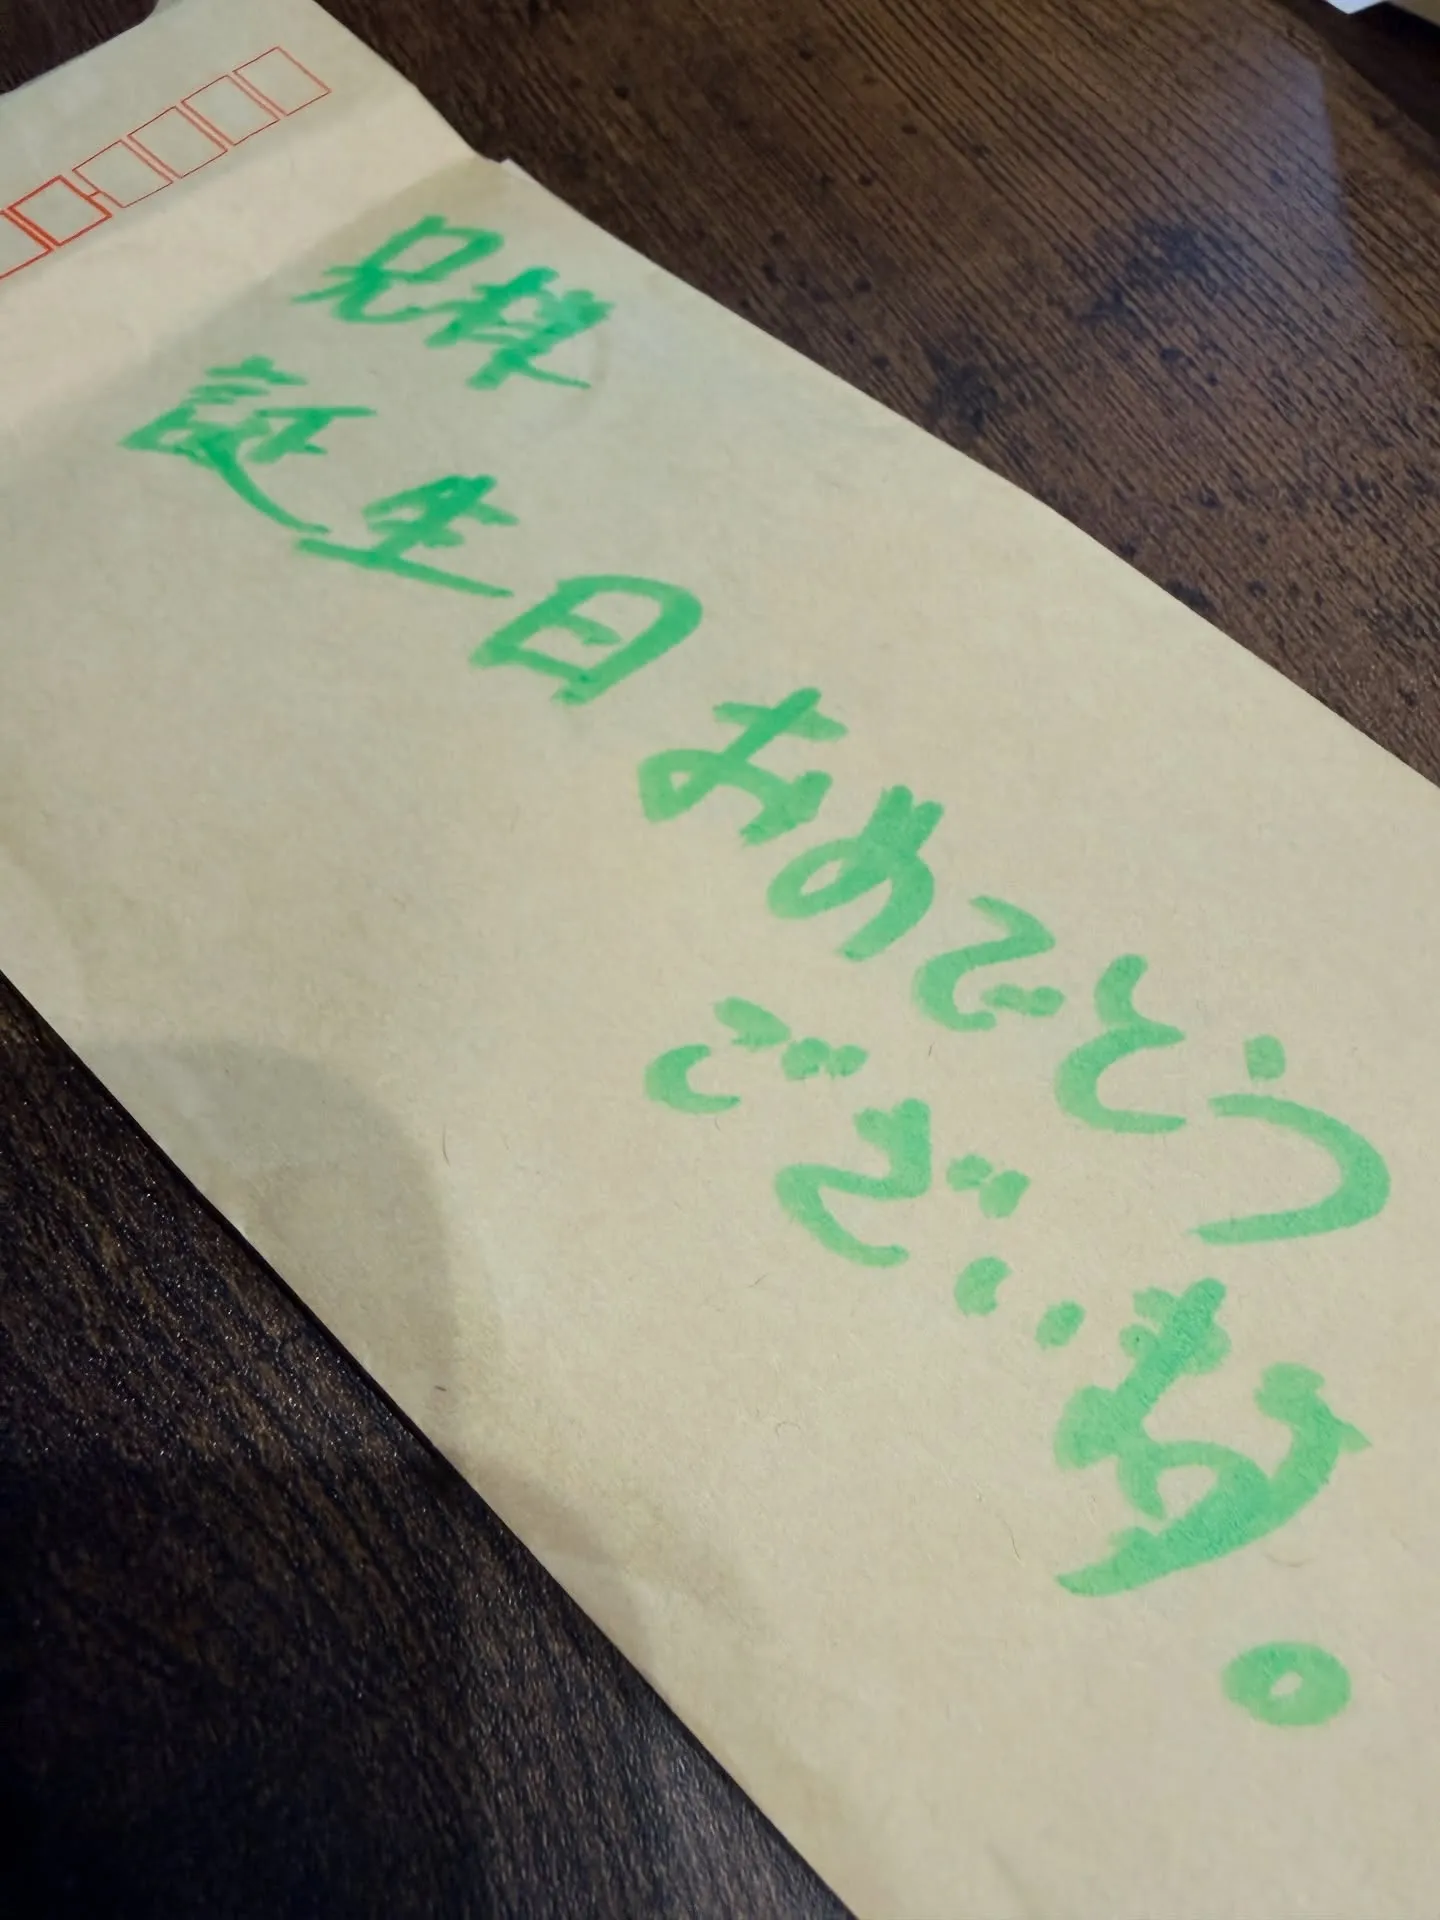 兄様
誕生日おめでとう
ございます。